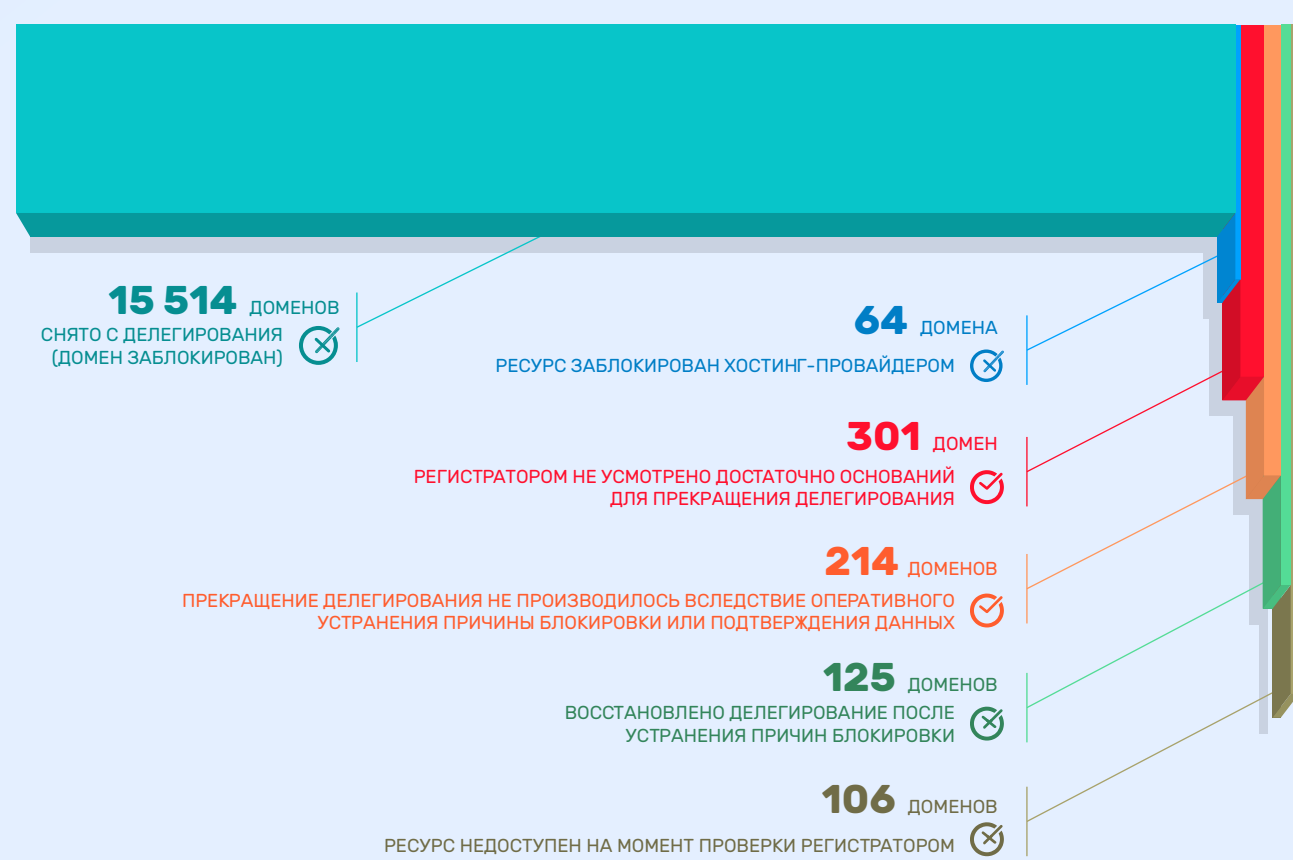 15 514 ДОМЕНОВ
СНЯТО С ДЕЛЕГИРОВАНИЯ
(ДОМЕН ЗАБЛОКИРОВАН)
64 ДОМЕНА
РЕСУРС ЗАБЛОКИРОВАН ХОСТИНГ-ПРОВАЙДЕРОМ
301 ДОМЕН
РЕГИСТРАТОРОМ НЕ УСМОТРЕНО ДОСТАТОЧНО ОСНОВАНИЙ
ДЛЯ ПРЕКРАЩЕНИЯ ДЕЛЕГИРОВАНИЯ
214 ДОМЕНОВ
ПРЕКРАЩЕНИЕ ДЕЛЕГИРОВАНИЯ НЕ ПРОИЗВОДИЛОСЬ ВСЛЕДСТВИЕ ОПЕРАТИВНОГО
УСТРАНЕНИЯ ПРИЧИНЫ БЛОКИРОВКИ ИЛИ ПОДТВЕРЖДЕНИЯ ДАННЫХ
125 ДОМЕНОВ
ВОССТАНОВЛЕНО ДЕЛЕГИРОВАНИЕ ПОСЛЕ
УСТРАНЕНИЯ ПРИЧИН БЛОКИРОВКИ
106 ДОМЕНОВ
РЕСУРС НЕДОСТУПЕН НА МОМЕНТ ПРОВЕРКИ РЕГИСТРАТОРОМ